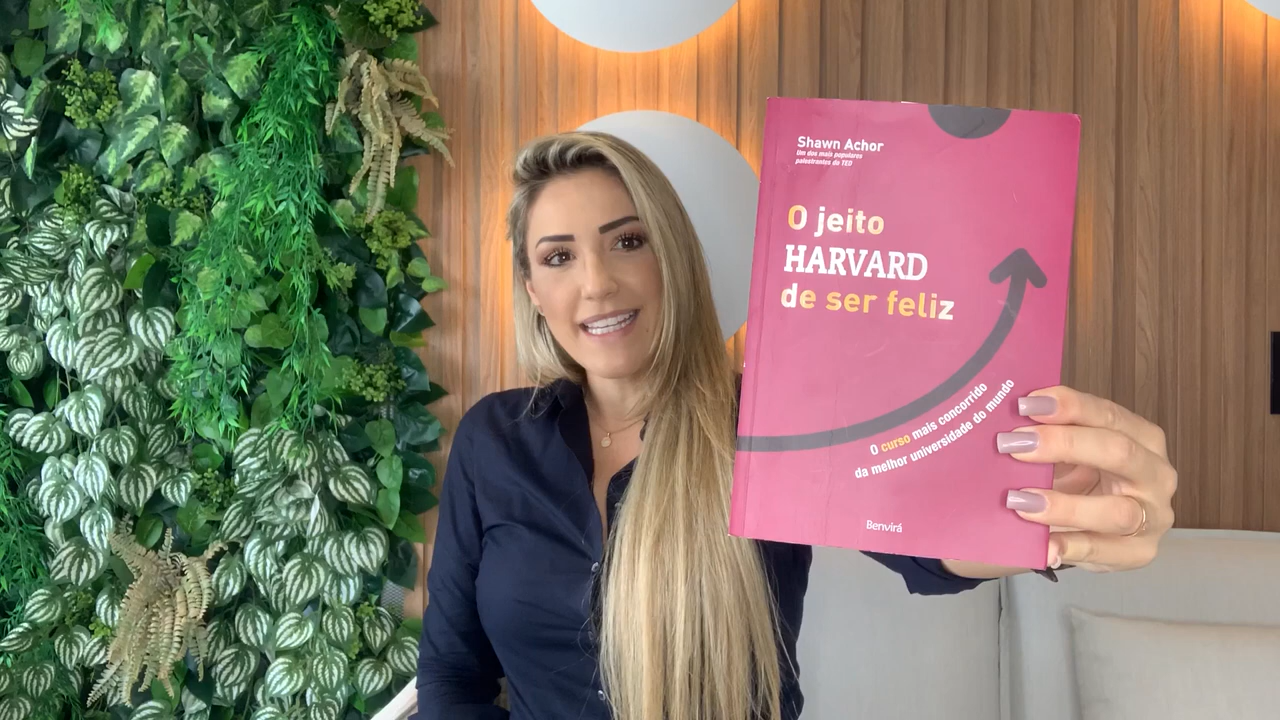 Shawn Achor
Um dos mais populares
palestrantes do TED
O jeito
HARVARD
de ser feliz
O curso mais concorrido
da melhor universidade do mundo
Benvirá